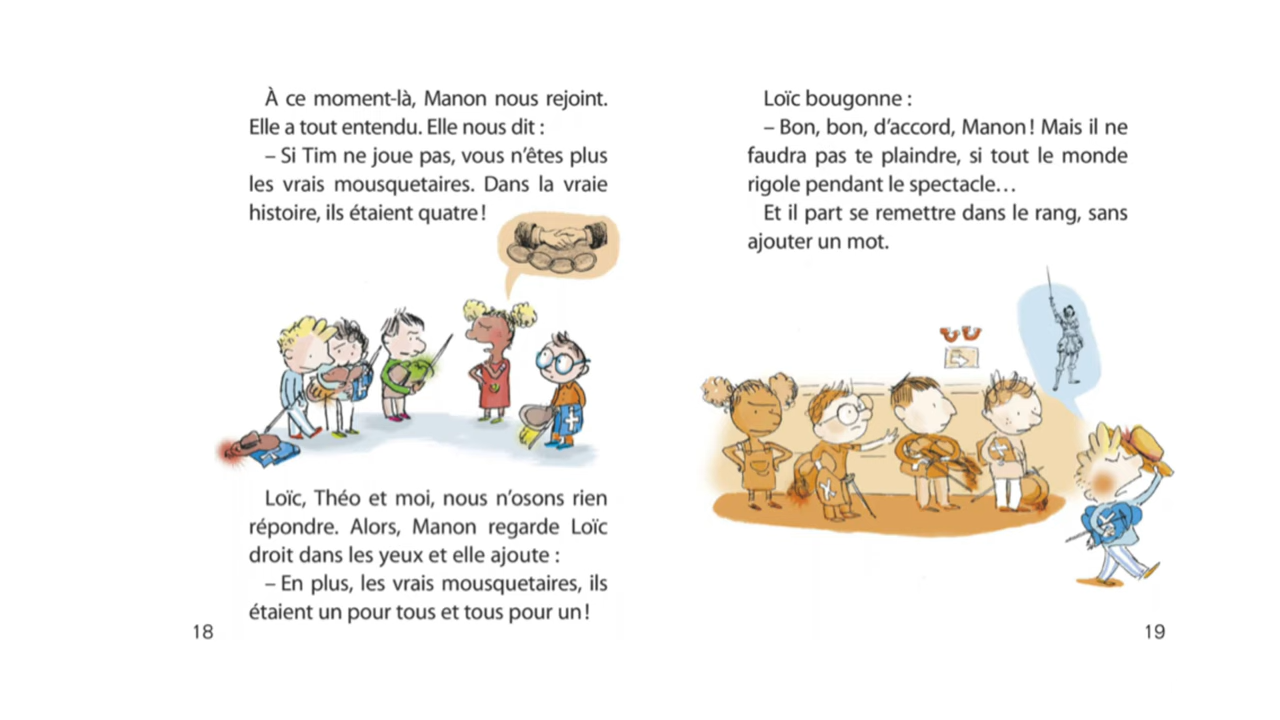 À ce moment-là, Manon nous rejoint.
Elle a tout entendu. Elle nous dit :
– Si Tim ne joue pas, vous n'êtes plus
les vrais mousquetaires. Dans la vraie
histoire, ils étaient quatre !
Loïc, Théo et moi, nous n'osons rien
répondre. Alors, Manon regarde Loïc
droit dans les yeux et elle ajoute :
– En plus, les vrais mousquetaires, ils
étaient un pour tous et tous pour un !
18
Loïc bougonne :
– Bon, bon, d'accord, Manon ! Mais il ne
faudra pas te plaindre, si tout le monde
rigole pendant le spectacle…
Et il part se remettre dans le rang, sans
ajouter un mot.
19